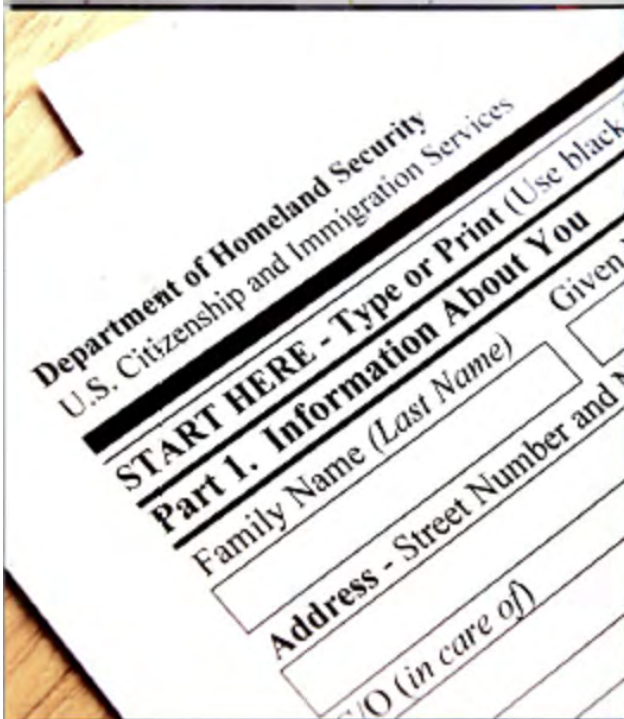 Department of Homeland Security
U.S. Citizenship and Immigration Services
START HERE - Type or Print (Use black
Part 1. Information About You
Family Name (Last Name)
Given
Address - Street Number and
C/O (in care of)